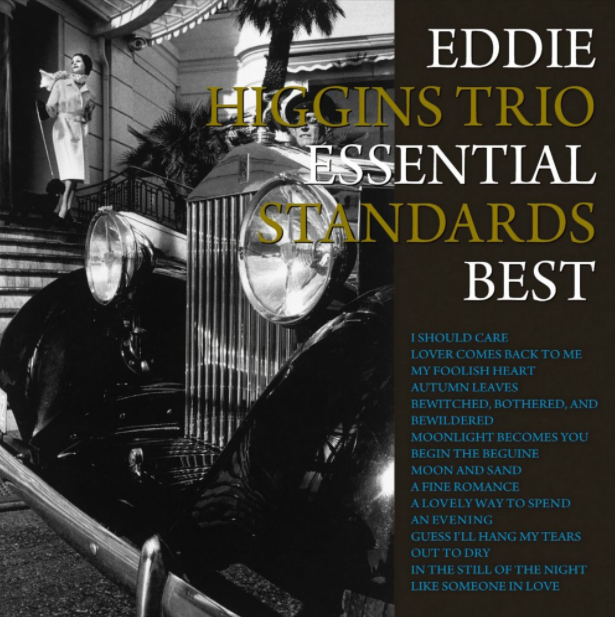 EDDIE
HIGGINS TRIO
ESSENTIAL
STANDARDS
BEST
I SHOULD CARE
LOVER COMES BACK TO ME
MY FOOLISH HEART
AUTUMN LEAVES
BEWITCHED, BOTHERED, AND
BEWILDERED
MOONLIGHT BECOMES YOU
BEGIN THE BEGUINE
MOON AND SAND
A FINE ROMANCE
A LOVELY WAY TO SPEND
AN EVENING
GUESS I'LL HANG MY TEARS
OUT TO DRY
IN THE STILL OF THE NIGHT
LIKE SOMEONE IN LOVE